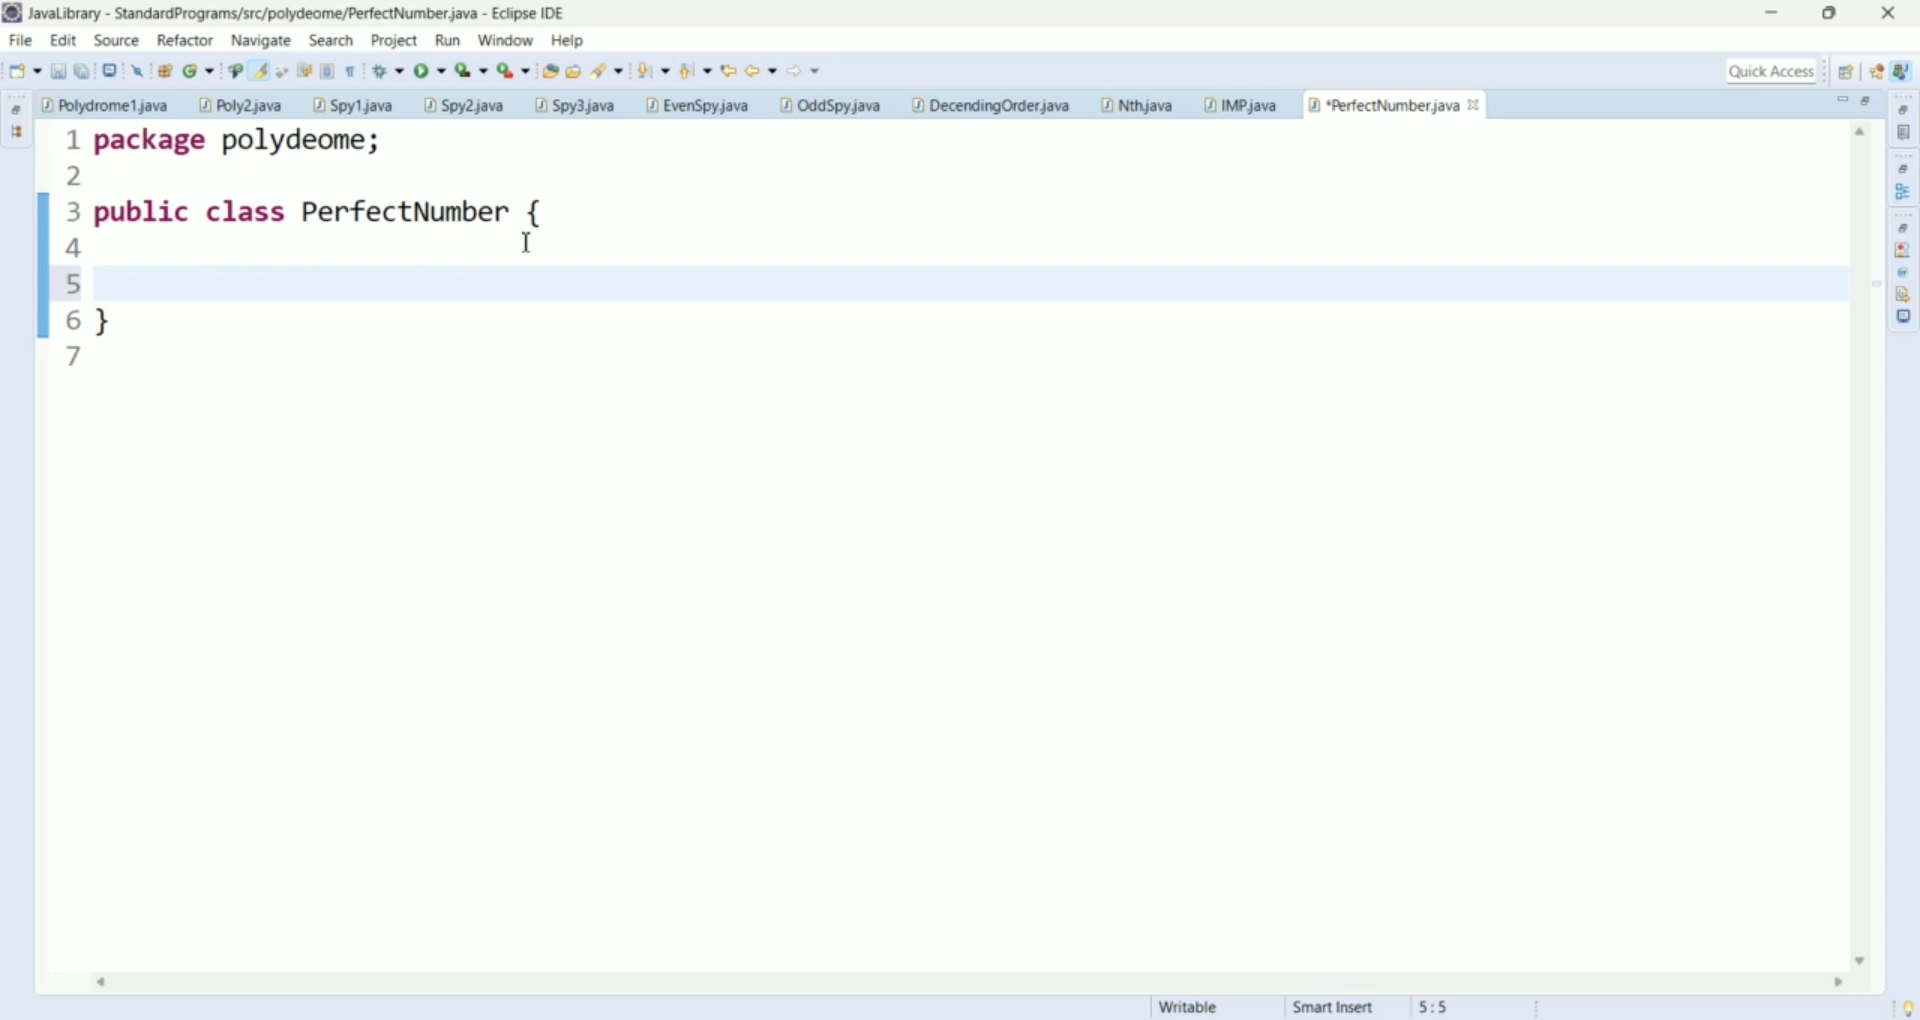 JavaLibrary - StandardPrograms/src/polydeome/PerfectNumber.java - Eclipse IDE
File Edit Source Refactor Navigate Search Project Run Window Help
Quick Access
Polydrome1.java Poly2.java Spy1.java Spy2.java Spy3.java EvenSpy.java OddSpy.java DecendingOrder.java Nth.java IMP.java *PerfectNumber.java
1 package polydeome;
2
3 public class PerfectNumber {
4
5
6 }
7
Writable Smart Insert 5 : 5